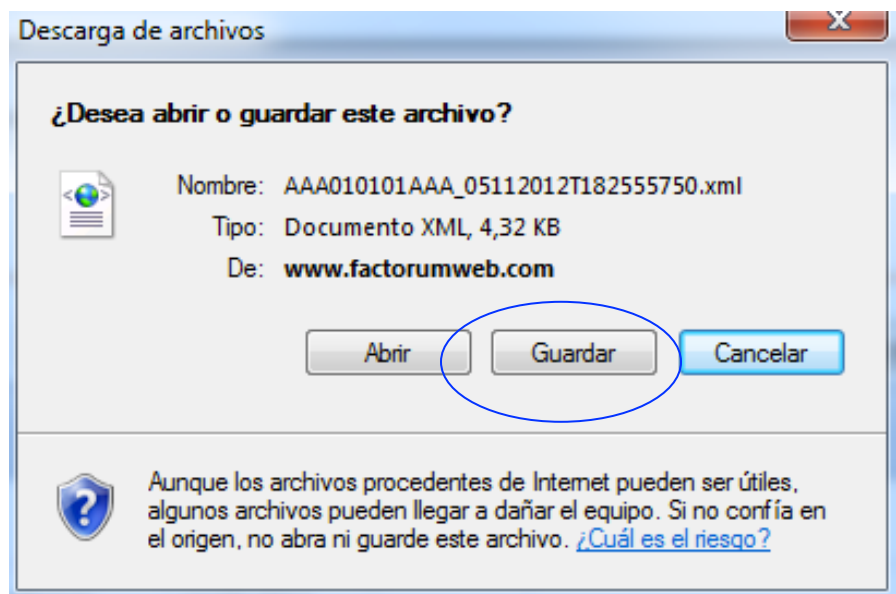 Descarga de archivos
X
¿Desea abrir o guardar este archivo?
Nombre: AAA010101AAA_05112012T182555750.xml
Tipo: Documento XML, 4,32 KB
De: www.factorumweb.com
Abrir Guardar Cancelar
Aunque los archivos procedentes de Internet pueden ser útiles,
algunos archivos pueden llegar a dañar el equipo. Si no confía en
el origen, no abra ni guarde este archivo. ¿Cuál es el riesgo?